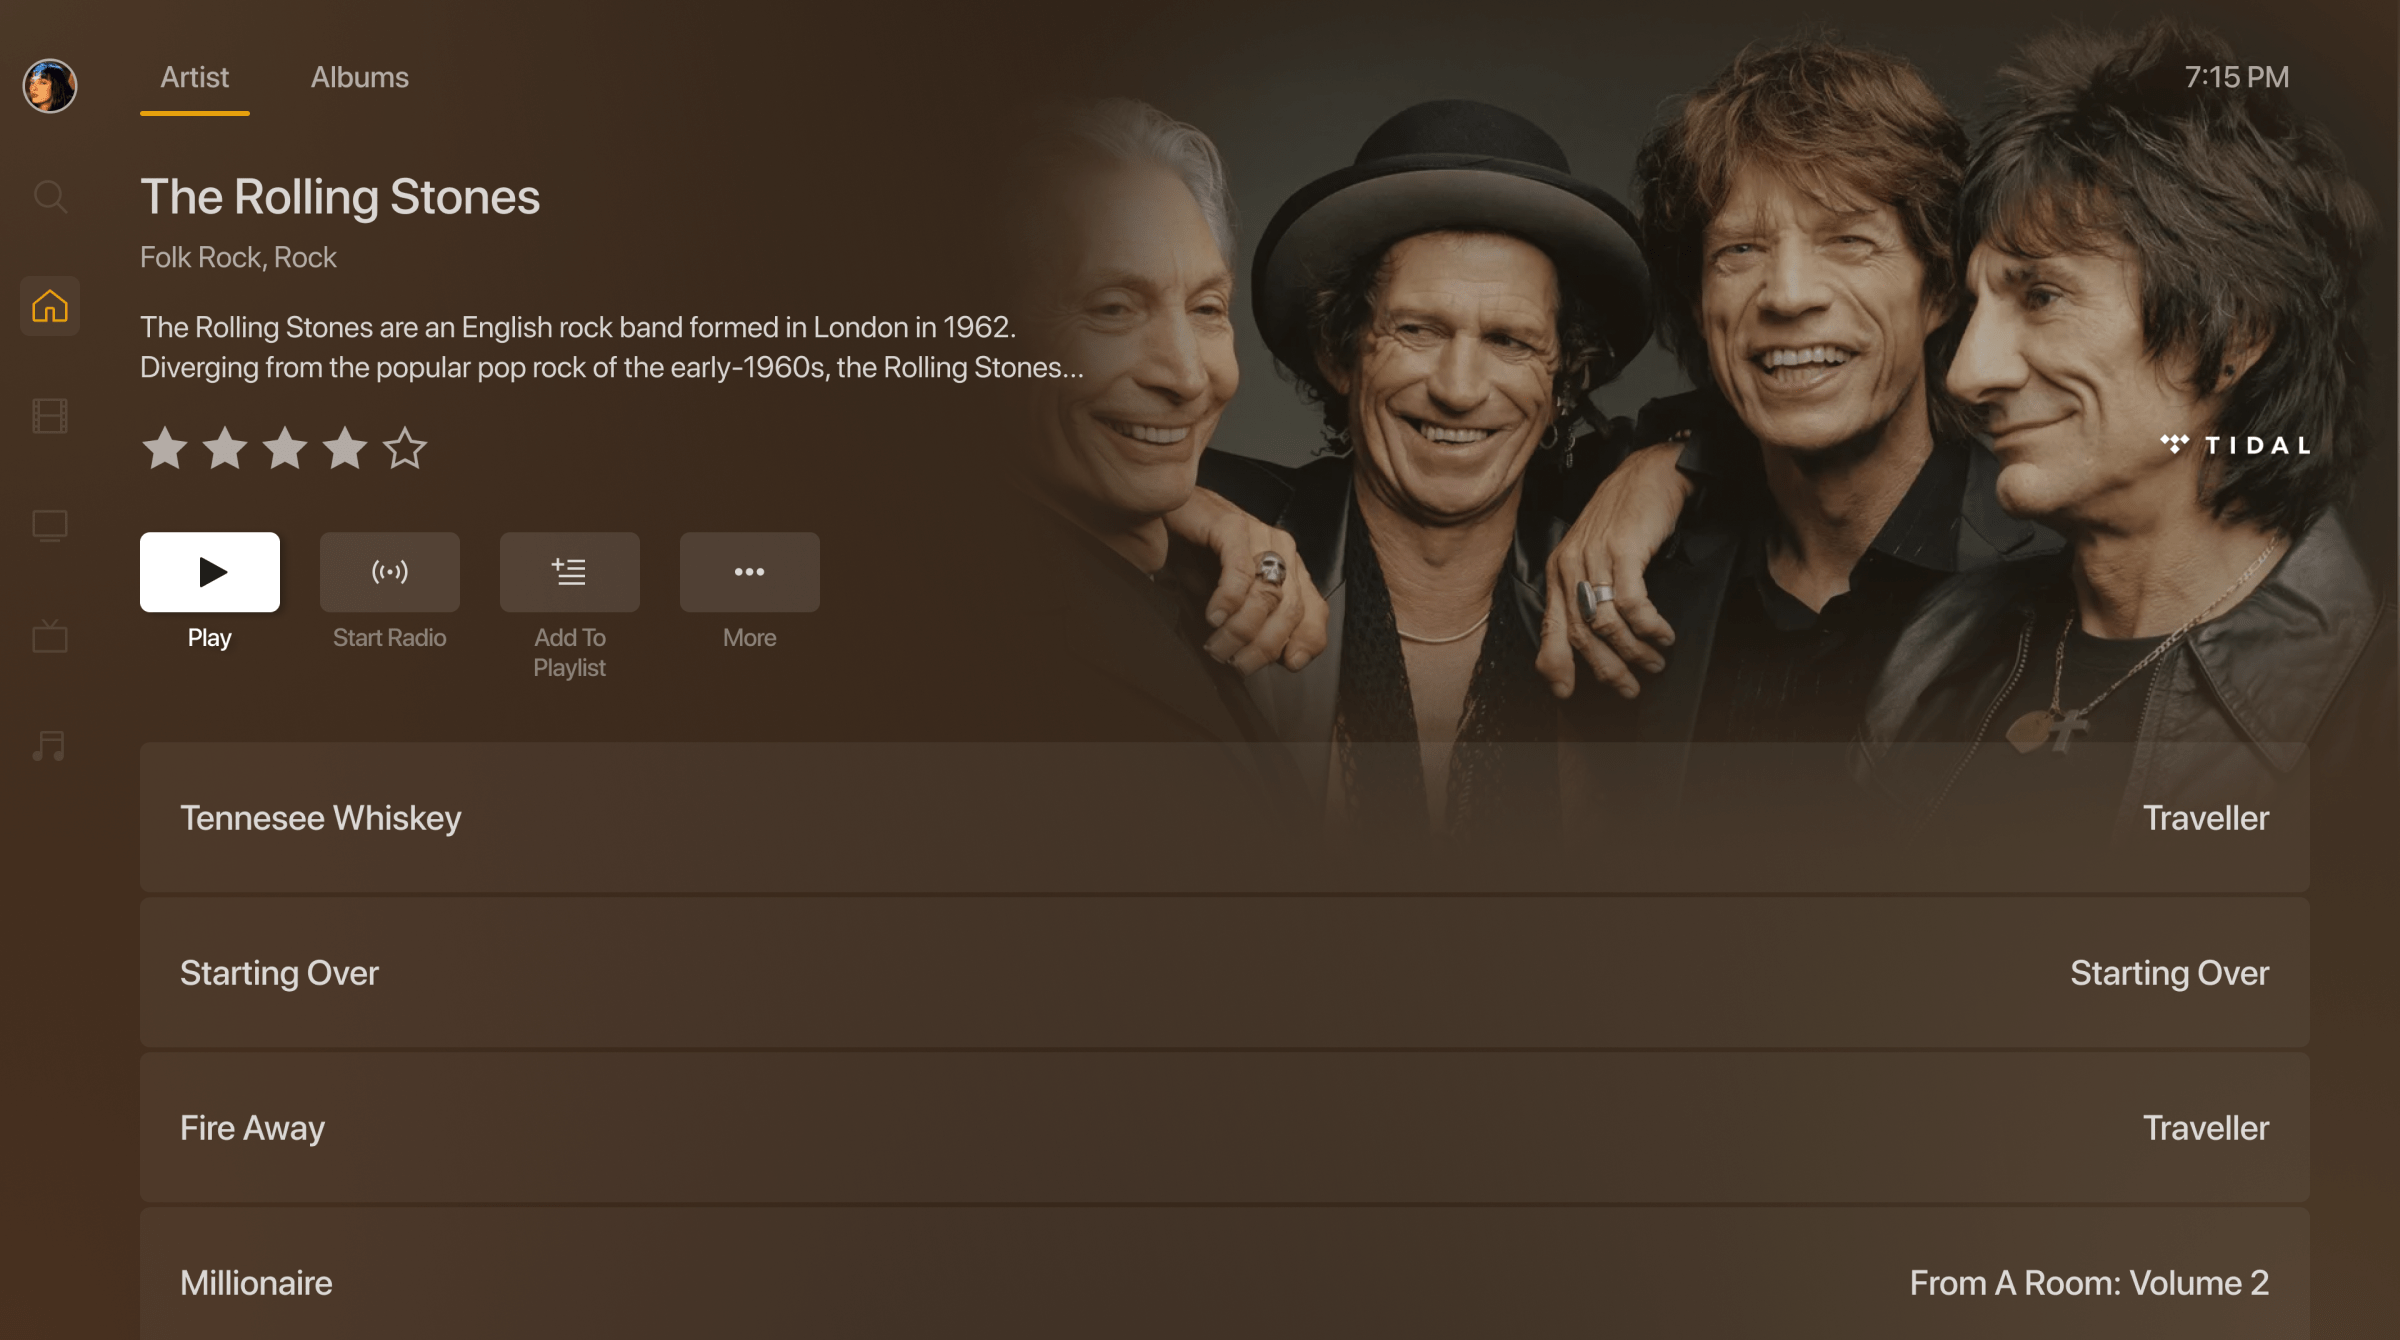 Artist
Albums
7:15 PM
The Rolling Stones
Folk Rock, Rock
The Rolling Stones are an English rock band formed in London in 1962.
Diverging from the popular pop rock of the early-1960s, the Rolling Stones...
TIDAL
Play
Start Radio
Add To
Playlist
More
Tennesee Whiskey
Traveller
Starting Over
Starting Over
Fire Away
Traveller
Millionaire
From A Room: Volume 2